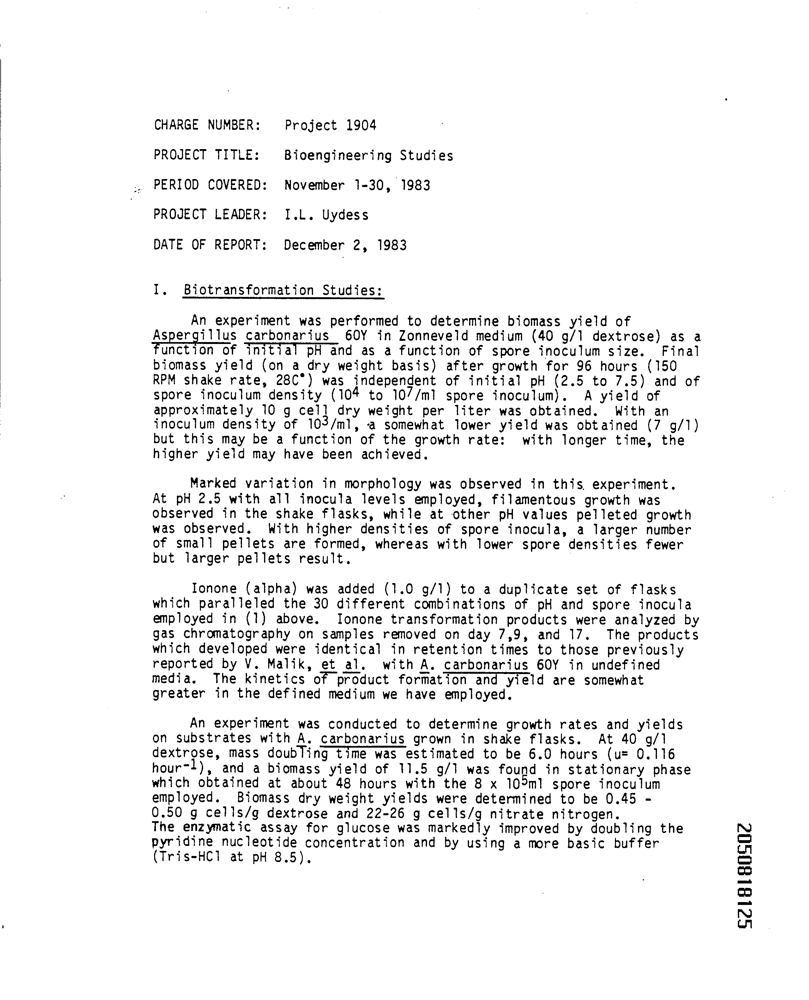 CHARGE NUMBER: Project 1904
PROJECT TITLE: Bioengineering Studies
PERIOD COVERED: November 1-30, 1983
PROJECT LEADER: I.L. Uydess
DATE OF REPORT: December 2, 1983
I. Biotransformation Studies:
An experiment was performed to determine biomass yield of
Aspergillus carbonarius 60Y in Zonneveld medium (40 g/l dextrose) as a
function of initial pH and as a function of spore inoculum size. Final
biomass yield (on a dry weight basis) after growth for 96 hours (150
RPM shake rate, 28C°) was independent of initial pH (2.5 to 7.5) and of
spore inoculum density (10⁴ to 10⁷/ml spore inoculum). A yield of
approximately 10 g cell dry weight per liter was obtained. With an
inoculum density of 10³/ml, a somewhat lower yield was obtained (7 g/l)
but this may be a function of the growth rate: with longer time, the
higher yield may have been achieved.
Marked variation in morphology was observed in this experiment.
At pH 2.5 with all inocula levels employed, filamentous growth was
observed in the shake flasks, while at other pH values pelleted growth
was observed. With higher densities of spore inocula, a larger number
of small pellets are formed, whereas with lower spore densities fewer
but larger pellets result.
Ionone (alpha) was added (1.0 g/l) to a duplicate set of flasks
which paralleled the 30 different combinations of pH and spore inocula
employed in (1) above. Ionone transformation products were analyzed by
gas chromatography on samples removed on day 7,9, and 17. The products
which developed were identical in retention times to those previously
reported by V. Malik, et al. with A. carbonarius 60Y in undefined
media. The kinetics of product formation and yield are somewhat
greater in the defined medium we have employed.
An experiment was conducted to determine growth rates and yields
on substrates with A. carbonarius grown in shake flasks. At 40 g/l
dextrose, mass doubling time was estimated to be 6.0 hours (u= 0.116
hour⁻¹), and a biomass yield of 11.5 g/l was found in stationary phase
which obtained at about 48 hours with the 8 x 10⁵ml spore inoculum
employed. Biomass dry weight yields were determined to be 0.45 -
0.50 g cells/g dextrose and 22-26 g cells/g nitrate nitrogen.
The enzymatic assay for glucose was markedly improved by doubling the
pyridine nucleotide concentration and by using a more basic buffer
(Tris-HCl at pH 8.5).
2050818125